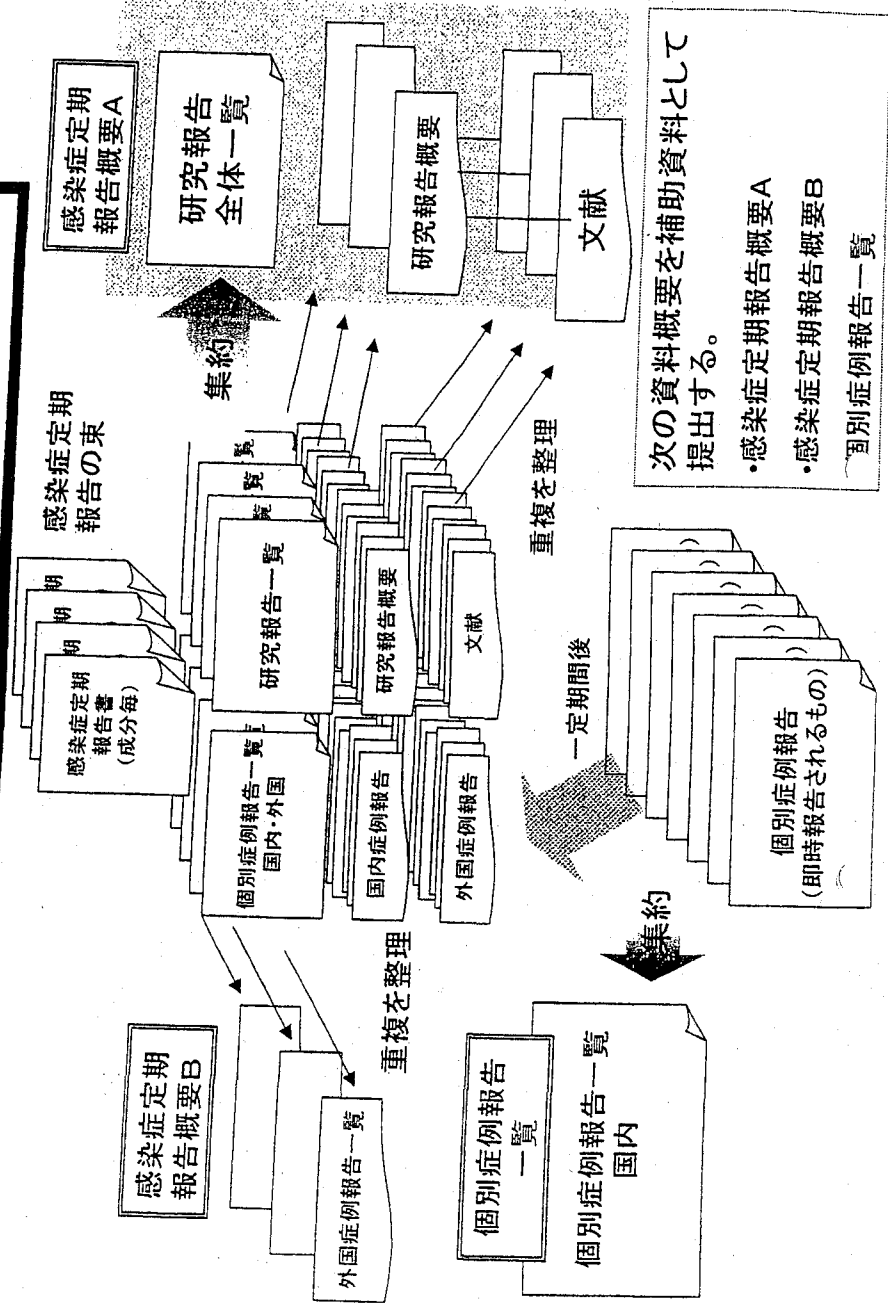 感染症定期
報告概要B
外国症例報告一覧
重複を整理
個別症例報告
一覧
個別症例報告一覧
国内
集約
感染症定期
報告書
(成分毎)
期
期
期
感染症定期
報告の束
個別症例報告一覧
国内・外国
国内症例報告
外国症例報告
研究報告一覧
覧
覧
覧
研究報告概要
文献
一定期間後
個別症例報告
(即時報告されるもの)
重複を整理
集約
感染症定期
報告概要A
研究報告
全体一覧
研究報告概要
文献
次の資料概要を補助資料として
提出する。
・感染症定期報告概要A
・感染症定期報告概要B
個別症例報告一覧